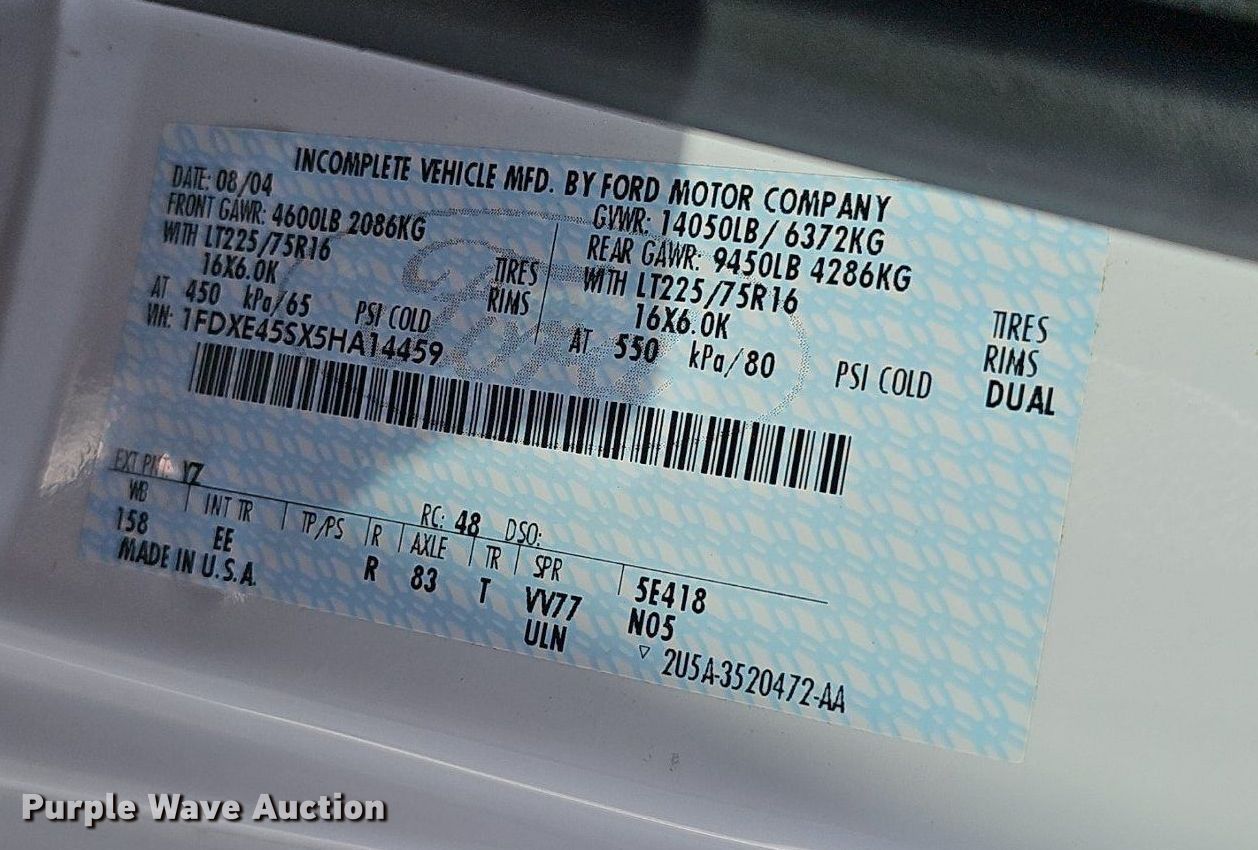 INCOMPLETE VEHICLE MFD. BY FORD MOTOR COMPANY
DATE: 08/04 GVWR: 14050LB/ 6372KG
FRONT GAWR: 4600LB 2086KG REAR GAWR: 9450LB 4286KG
WITH LT225/75R16 TIRES WITH LT225/75R16 TIRES
16X6.0K RIMS 16X6.0K RIMS
AT 450 kPa/65 PSI COLD AT 550 kPa/80 PSI COLD DUAL
VIN: 1FDXE45SX5HA14459
Ford
EXT PNT: YZ RC: 48 DSO:
WB INT TR TP/PS R AXLE TR SPR 5E418
158 EE R 83 T VV77 N05
MADE IN U.S.A. ULN ▽ 2U5A-3520472-AA
Purple Wave Auction